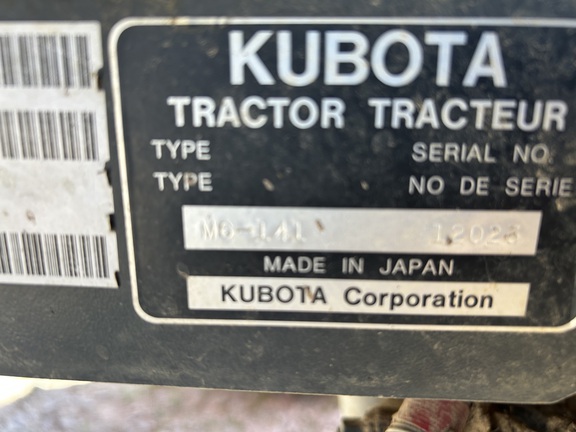 KUBOTA
TRACTOR TRACTEUR
TYPE SERIAL NO.
TYPE NO DE SERIE
M6-141 12023
MADE IN JAPAN
KUBOTA Corporation